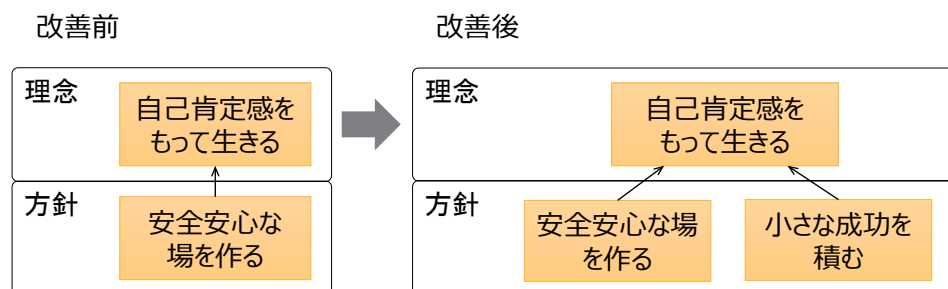 改善前
理念
自己肯定感を
もって生きる
方針
安全安心な
場を作る
改善後
理念
自己肯定感を
もって生きる
方針
安全安心な場
を作る
小さな成功を
積む